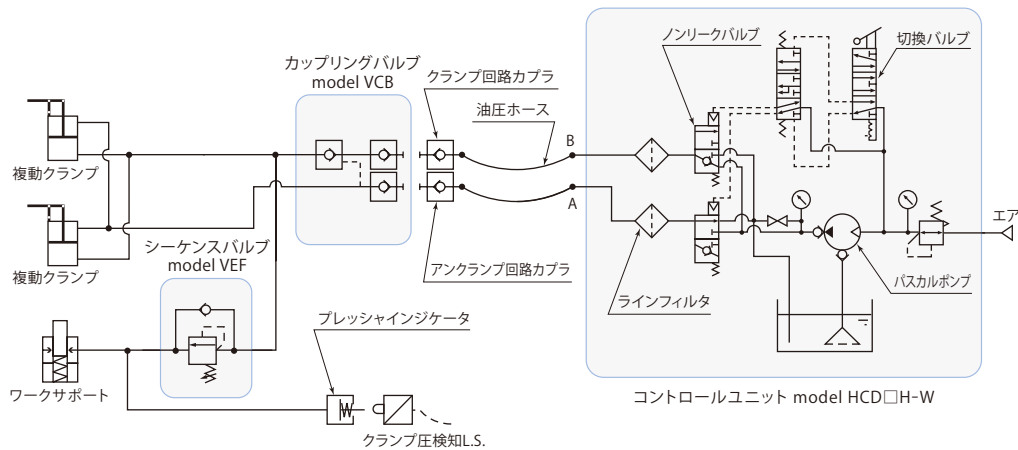 ノンリークバルブ
切換バルブ
カップリングバルブ
model VCB
クランプ回路カプラ
油圧ホース
B
A
複動クランプ
複動クランプ
シーケンスバルブ
model VEF
アンクランプ回路カプラ
ラインフィルタ
エア
パスカルポンプ
プレッシャインジケータ
ワークサポート
クランプ圧検知L.S.
コントロールユニット model HCD□H-W